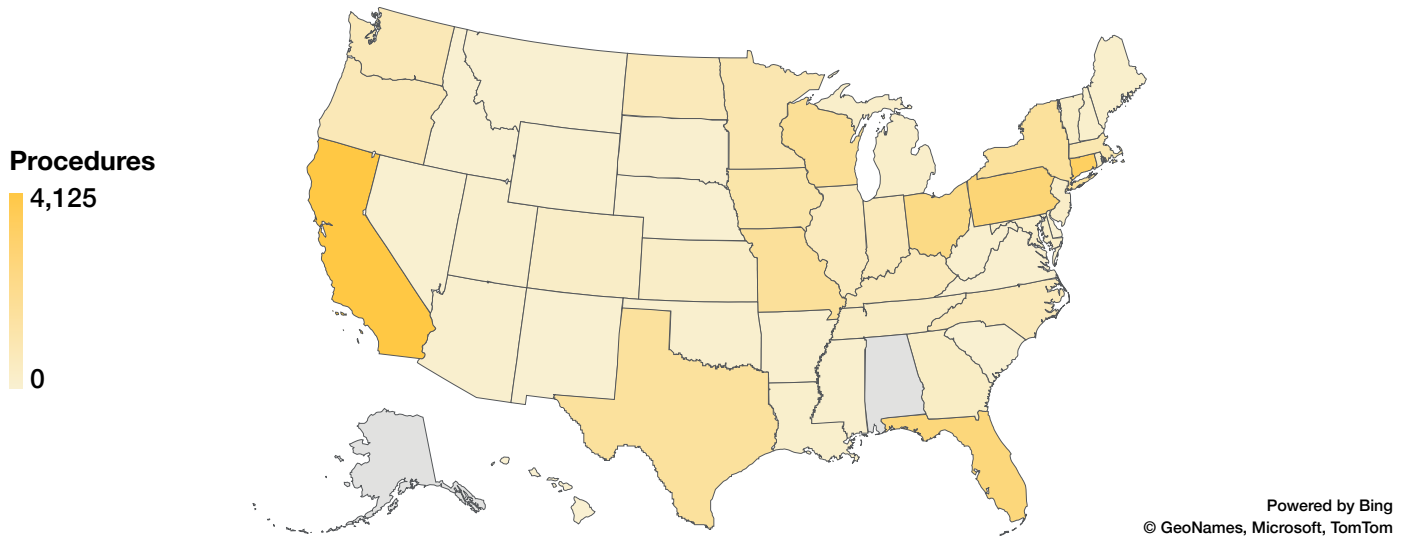 Procedures
4,125
0
Powered by Bing
© GeoNames, Microsoft, TomTom